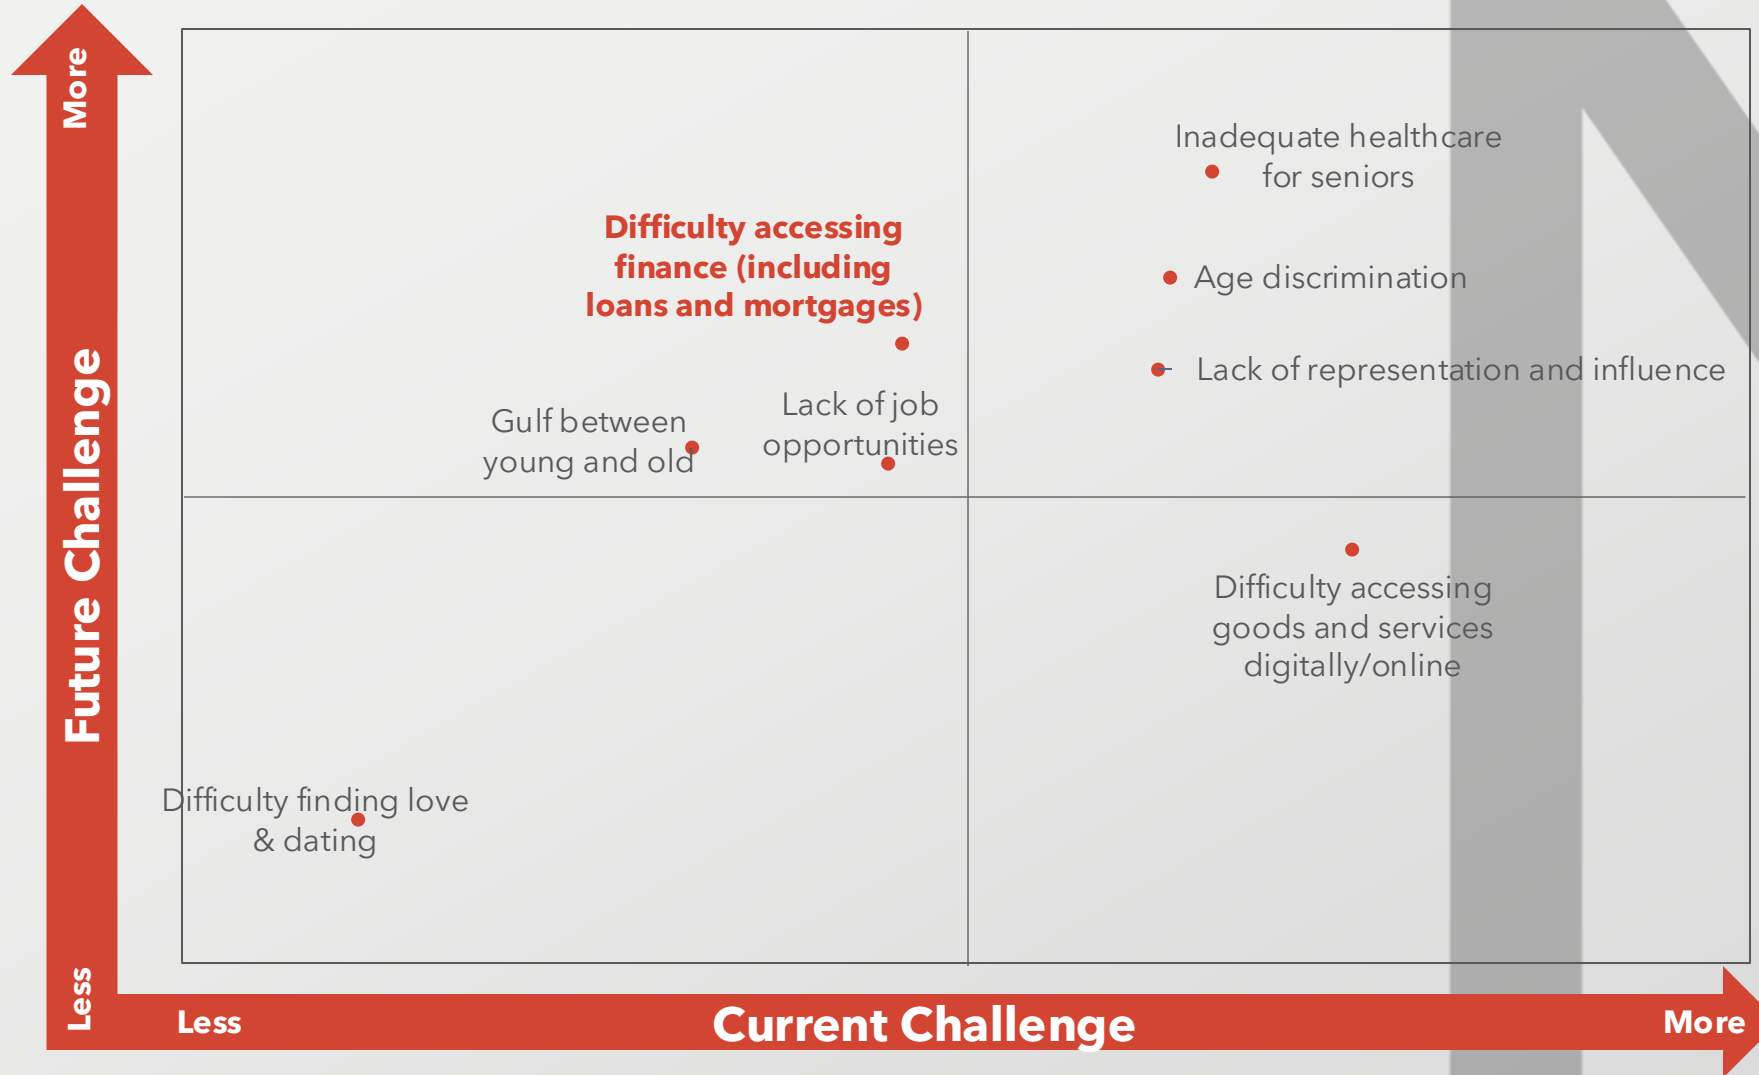 More
Future Challenge
Less
Inadequate healthcare
for seniors
Difficulty accessing
finance (including
loans and mortgages)
Age discrimination
Lack of representation and influence
Gulf between
young and old
Lack of job
opportunities
Difficulty accessing
goods and services
digitally/online
Difficulty finding love
& dating
Less
Current Challenge
More